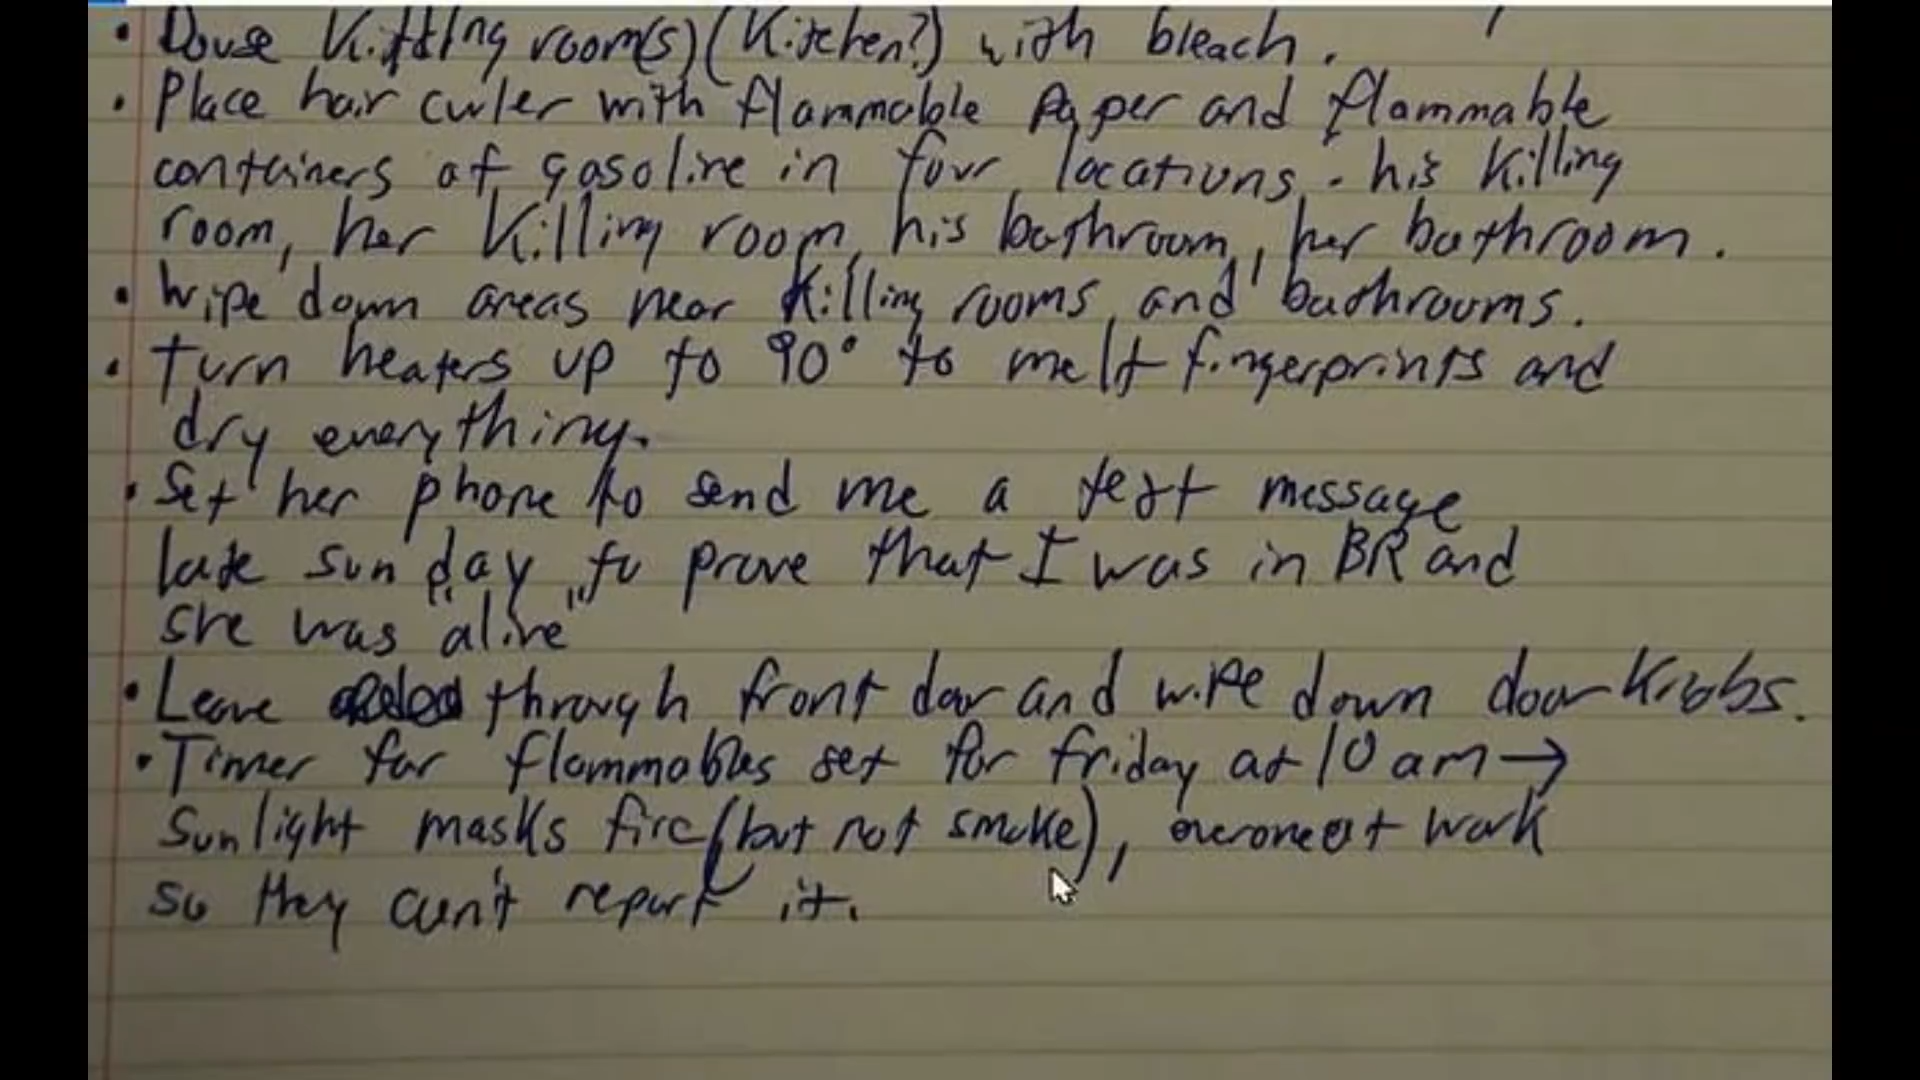 • Douse Killing room(s) (Kitchen?) with bleach.
• Place hair curler with flammable paper and flammable
containers of gasoline in four locations - his killing
room, her killing room, his bathroom, her bathroom.
• Wipe down areas near killing rooms and bathrooms.
• Turn heaters up to 90° to melt fingerprints and
dry everything.
• Set her phone to send me a text message
late Sunday to prove that I was in BR and
she was "alive"
• Leave through front door and wipe down door knobs.
• Timer for flammables set for friday at 10 am →
Sunlight masks fire (but not smoke), everone at work
so they can't report it.